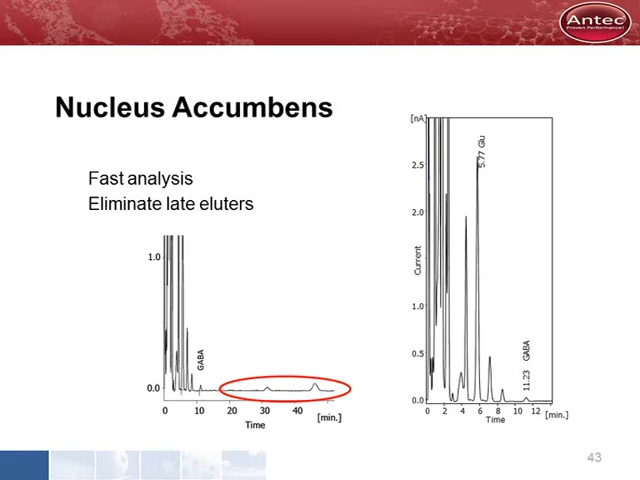 Antec
Proven Performance!
Nucleus Accumbens
Fast analysis
Eliminate late eluters
1.0
0.0
GABA
0 10 20 30 40
[min.]
Time
[nA]
2.5
2.0
1.0
0.5
0.0
Current
5.77 Glu
11.23 GABA
0 2 4 6 8 10 12
[min.]
Time
43